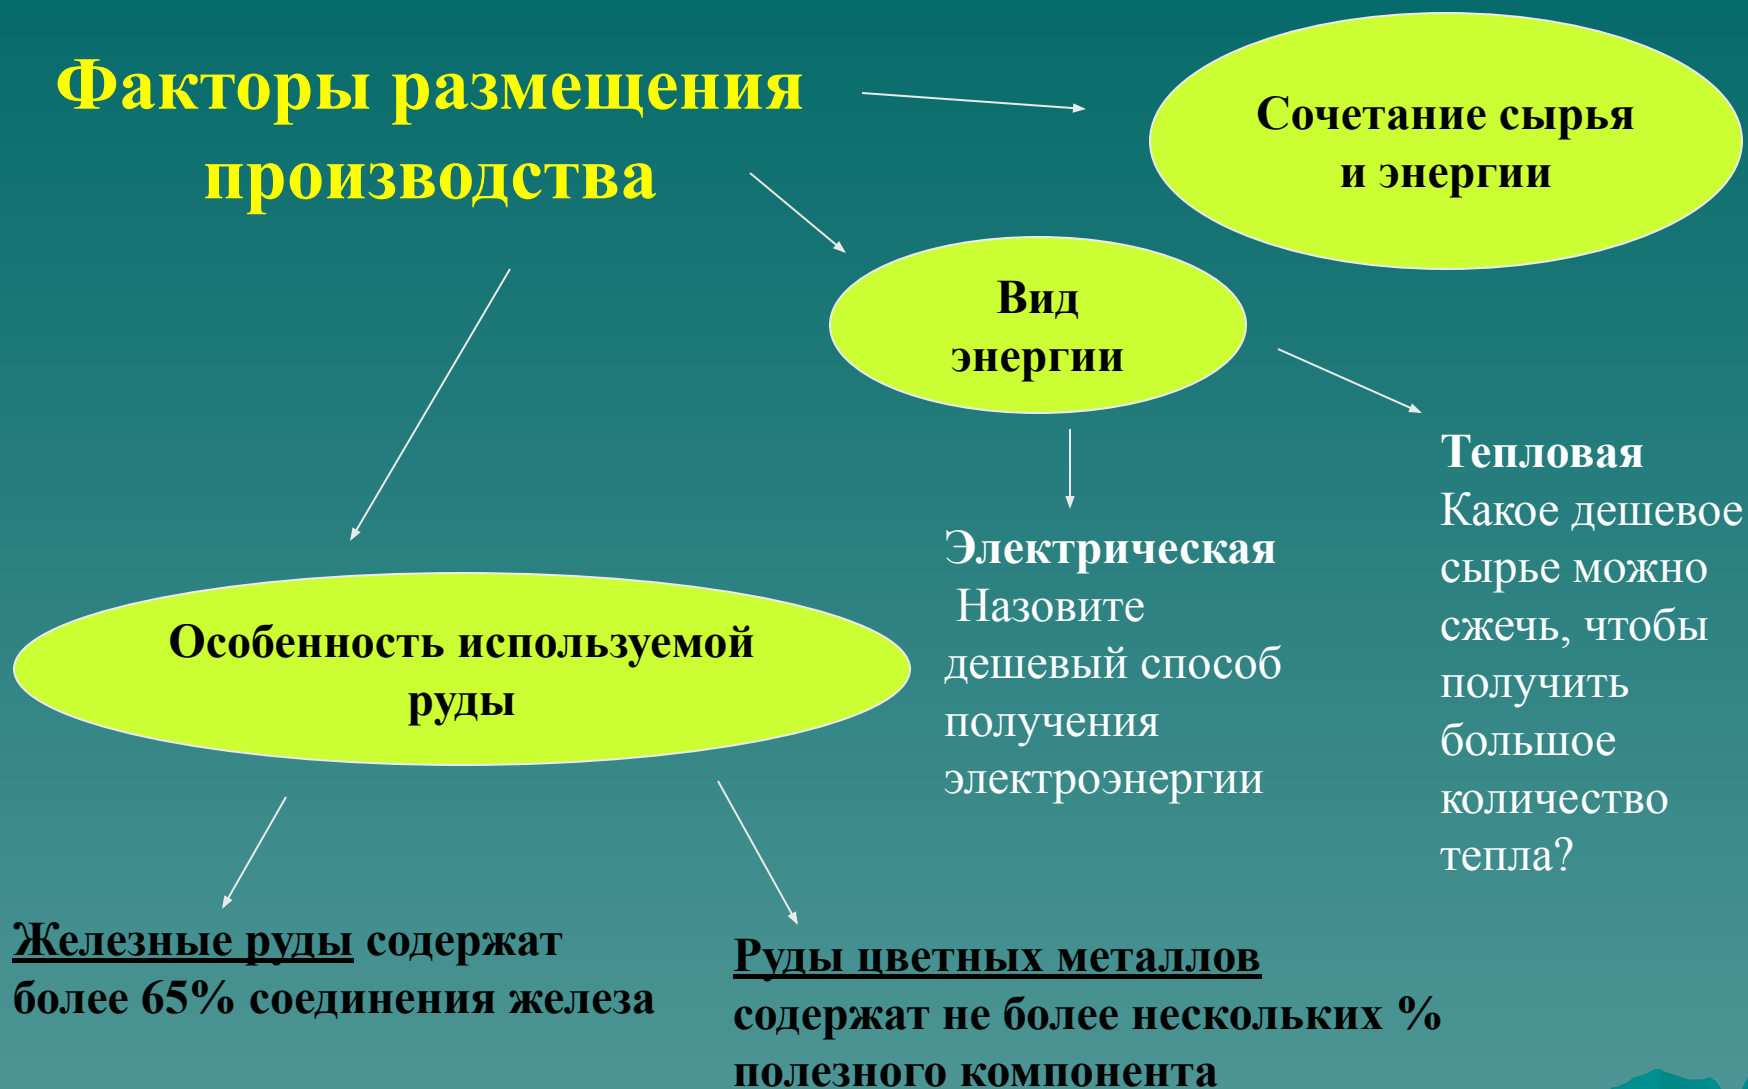 Факторы размещения
производства
Сочетание сырья
и энергии
Вид
энергии
Тепловая
Какое дешевое
сырье можно
сжечь, чтобы
получить
большое
количество
тепла?
Электрическая
Назовите
дешевый способ
получения
электроэнергии
Особенность используемой
руды
Железные руды содержат
более 65% соединения железа
Руды цветных металлов
содержат не более нескольких %
полезного компонента